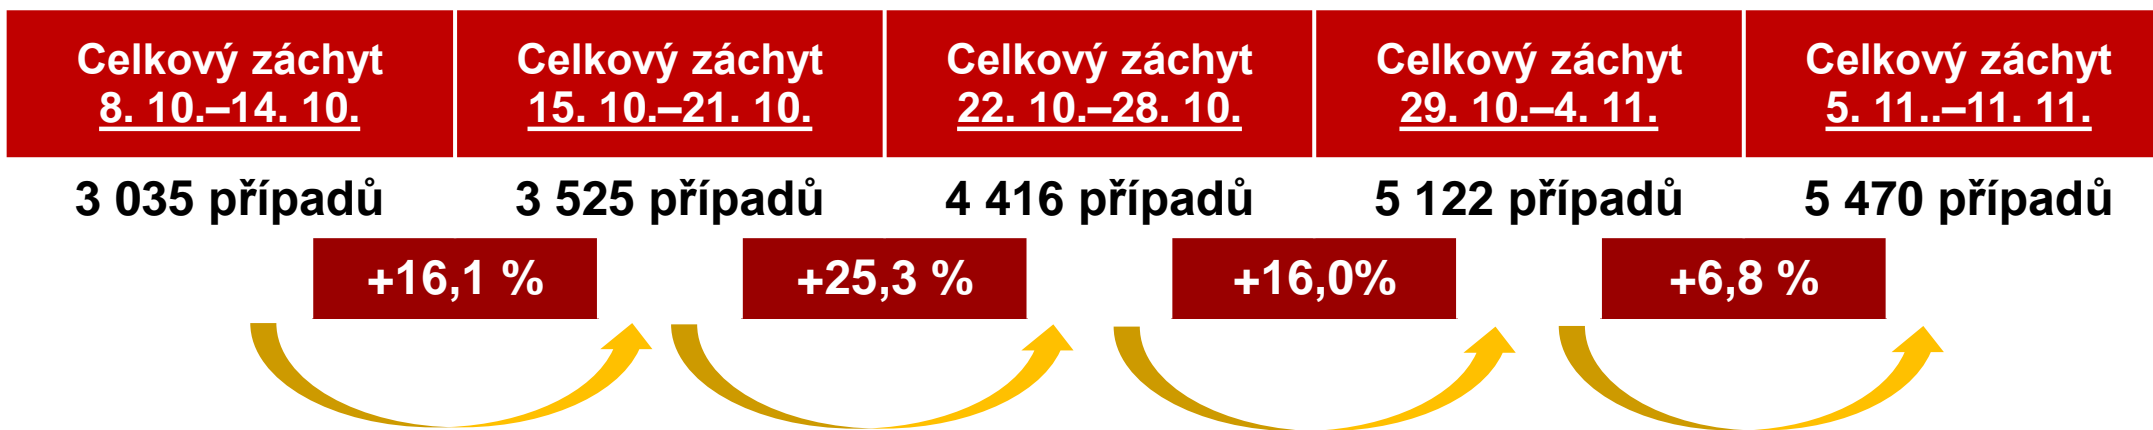 Celkový záchyt
8. 10.–14. 10.
Celkový záchyt
15. 10.–21. 10.
Celkový záchyt
22. 10.–28. 10.
Celkový záchyt
29. 10.–4. 11.
Celkový záchyt
5. 11..–11. 11.
3 035 případů
3 525 případů
4 416 případů
5 122 případů
5 470 případů
+16,1 %
+25,3 %
+16,0%
+6,8 %